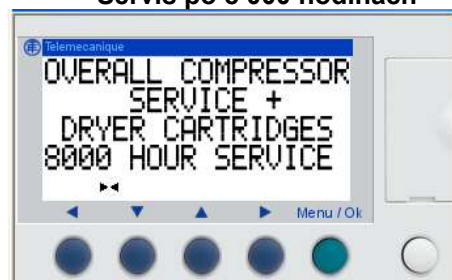 Servis po 8 000 hodinách
Telemecanique
OVERALL COMPRESSOR
SERVICE +
DRYER CARTRIDGES
8000 HOUR SERVICE
Menu / Ok